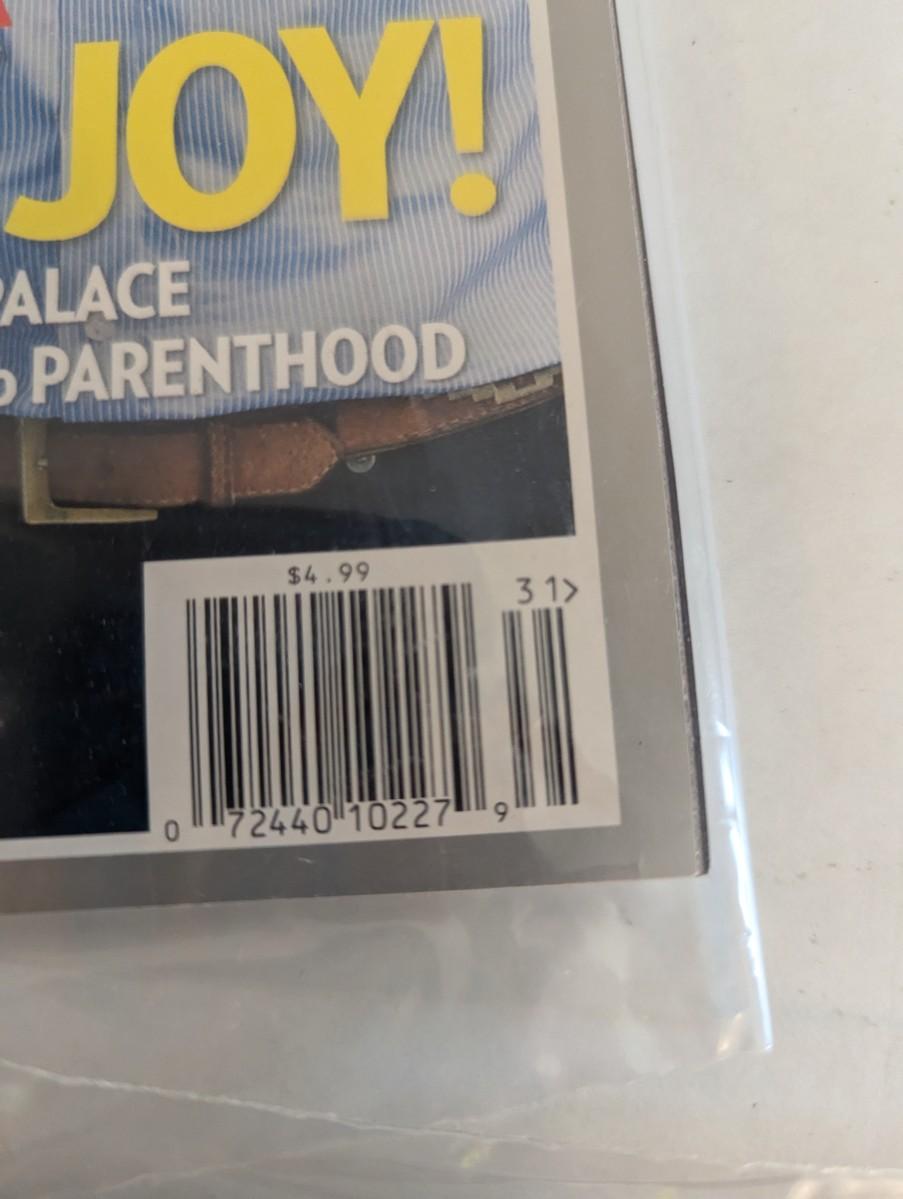 JOY!
PALACE
PARENTHOOD
$4.99
31>
0 72440 10227 9